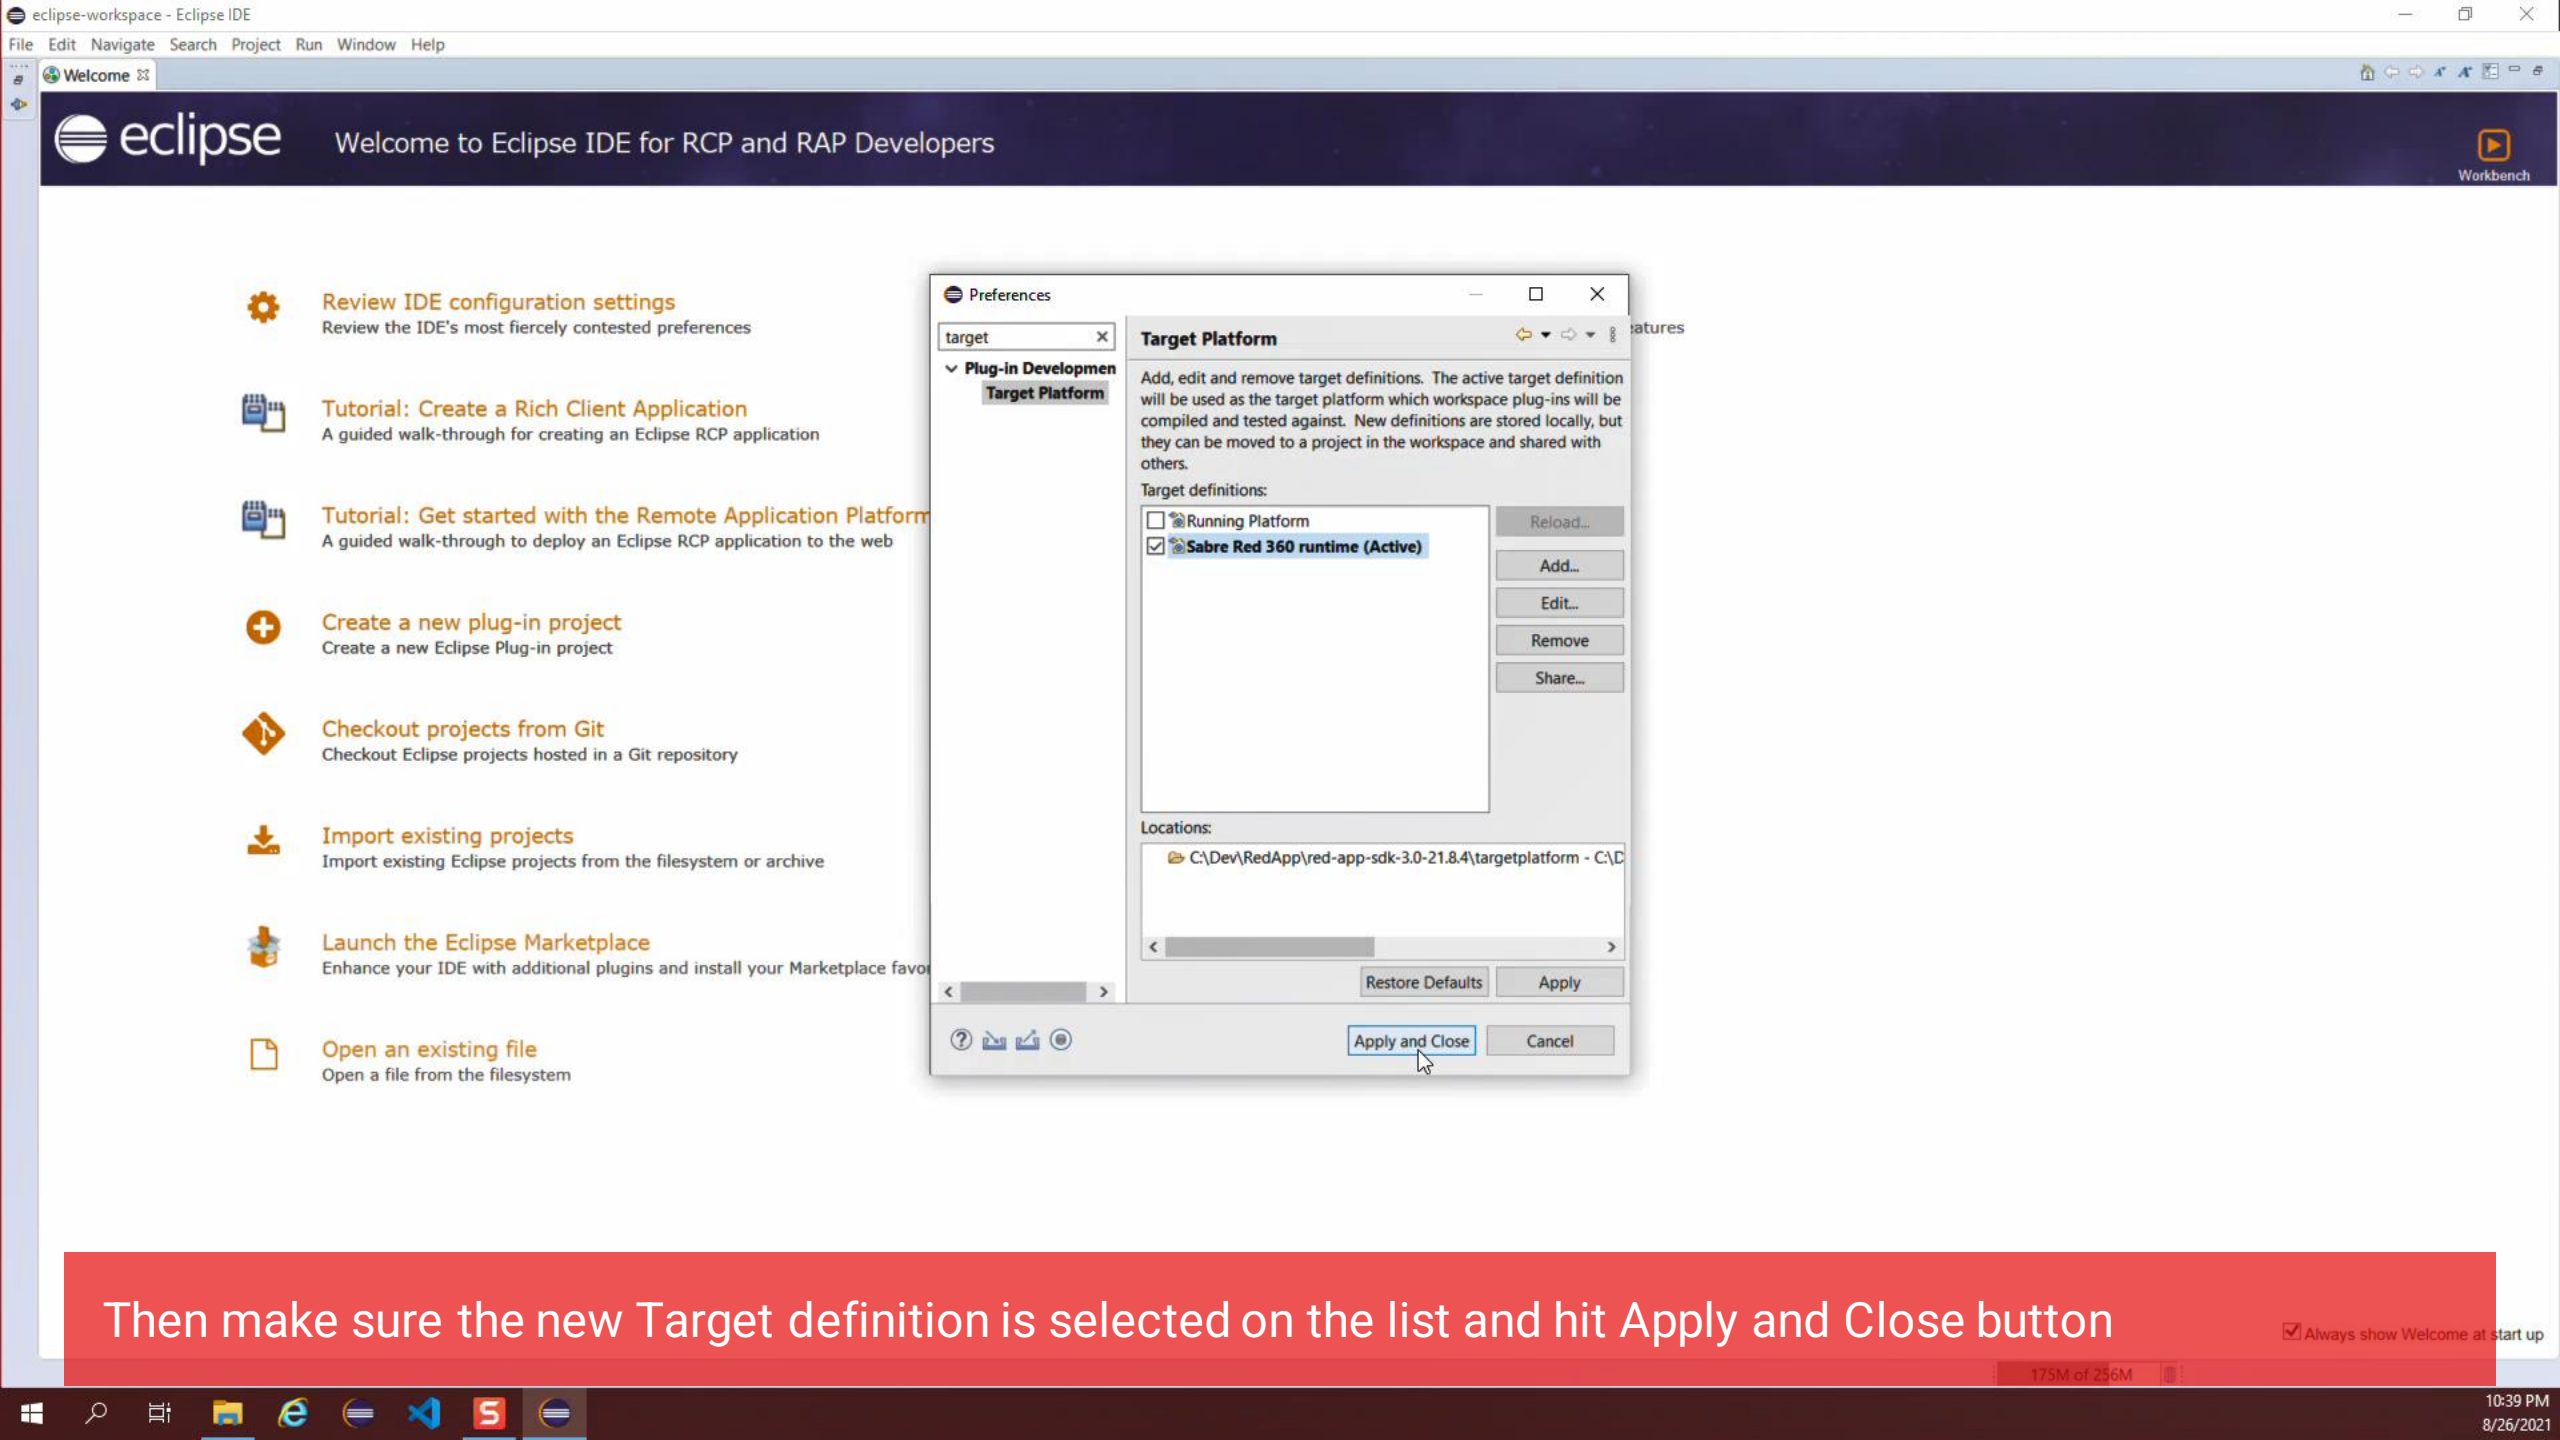 eclipse-workspace - Eclipse IDE
File Edit Navigate Search Project Run Window Help
Welcome
eclipse
Welcome to Eclipse IDE for RCP and RAP Developers
Workbench
Review IDE configuration settings
Review the IDE's most fiercely contested preferences
Tutorial: Create a Rich Client Application
A guided walk-through for creating an Eclipse RCP application
Tutorial: Get started with the Remote Application Platform
A guided walk-through to deploy an Eclipse RCP application to the web
Create a new plug-in project
Create a new Eclipse Plug-in project
Checkout projects from Git
Checkout Eclipse projects hosted in a Git repository
Import existing projects
Import existing Eclipse projects from the filesystem or archive
Launch the Eclipse Marketplace
Enhance your IDE with additional plugins and install your Marketplace favor
Open an existing file
Open a file from the filesystem
eatures
Preferences
target
Plug-in Developmen
Target Platform
Target Platform
Add, edit and remove target definitions. The active target definition
will be used as the target platform which workspace plug-ins will be
compiled and tested against. New definitions are stored locally, but
they can be moved to a project in the workspace and shared with
others.
Target definitions:
Running Platform
Sabre Red 360 runtime (Active)
Reload...
Add...
Edit...
Remove
Share...
Locations:
C:\Dev\RedApp\red-app-sdk-3.0-21.8.4\targetplatform - C:\D
Restore Defaults
Apply
Apply and Close
Cancel
Then make sure the new Target definition is selected on the list and hit Apply and Close button
Always show Welcome at start up
175M of 256M
10:39 PM
8/26/2021